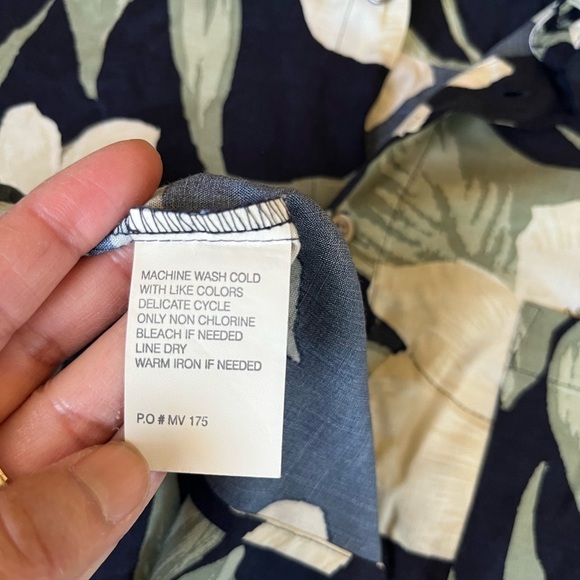 MACHINE WASH COLD
WITH LIKE COLORS
DELICATE CYCLE
ONLY NON CHLORINE
BLEACH IF NEEDED
LINE DRY
WARM IRON IF NEEDED
P.O # MV 175